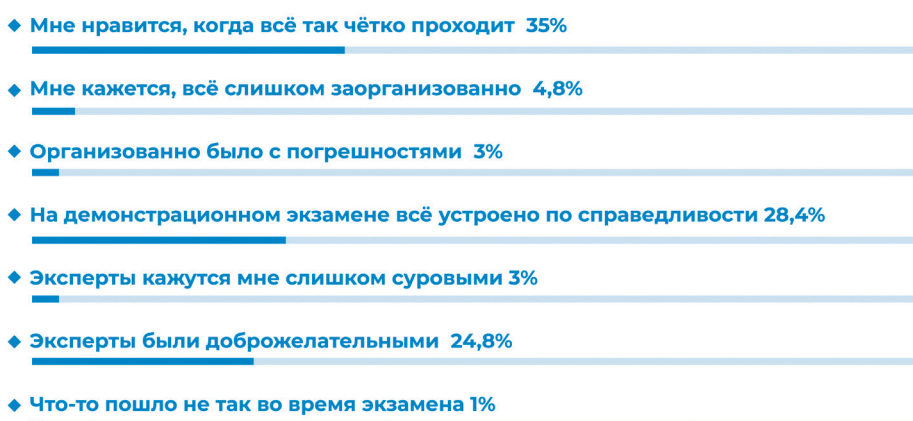 Мне нравится, когда всё так чётко проходит 35%
Мне кажется, всё слишком заорганизованно 4,8%
Организованно было с погрешностями 3%
На демонстрационном экзамене всё устроено по справедливости 28,4%
Эксперты кажутся мне слишком суровыми 3%
Эксперты были доброжелательными 24,8%
Что-то пошло не так во время экзамена 1%